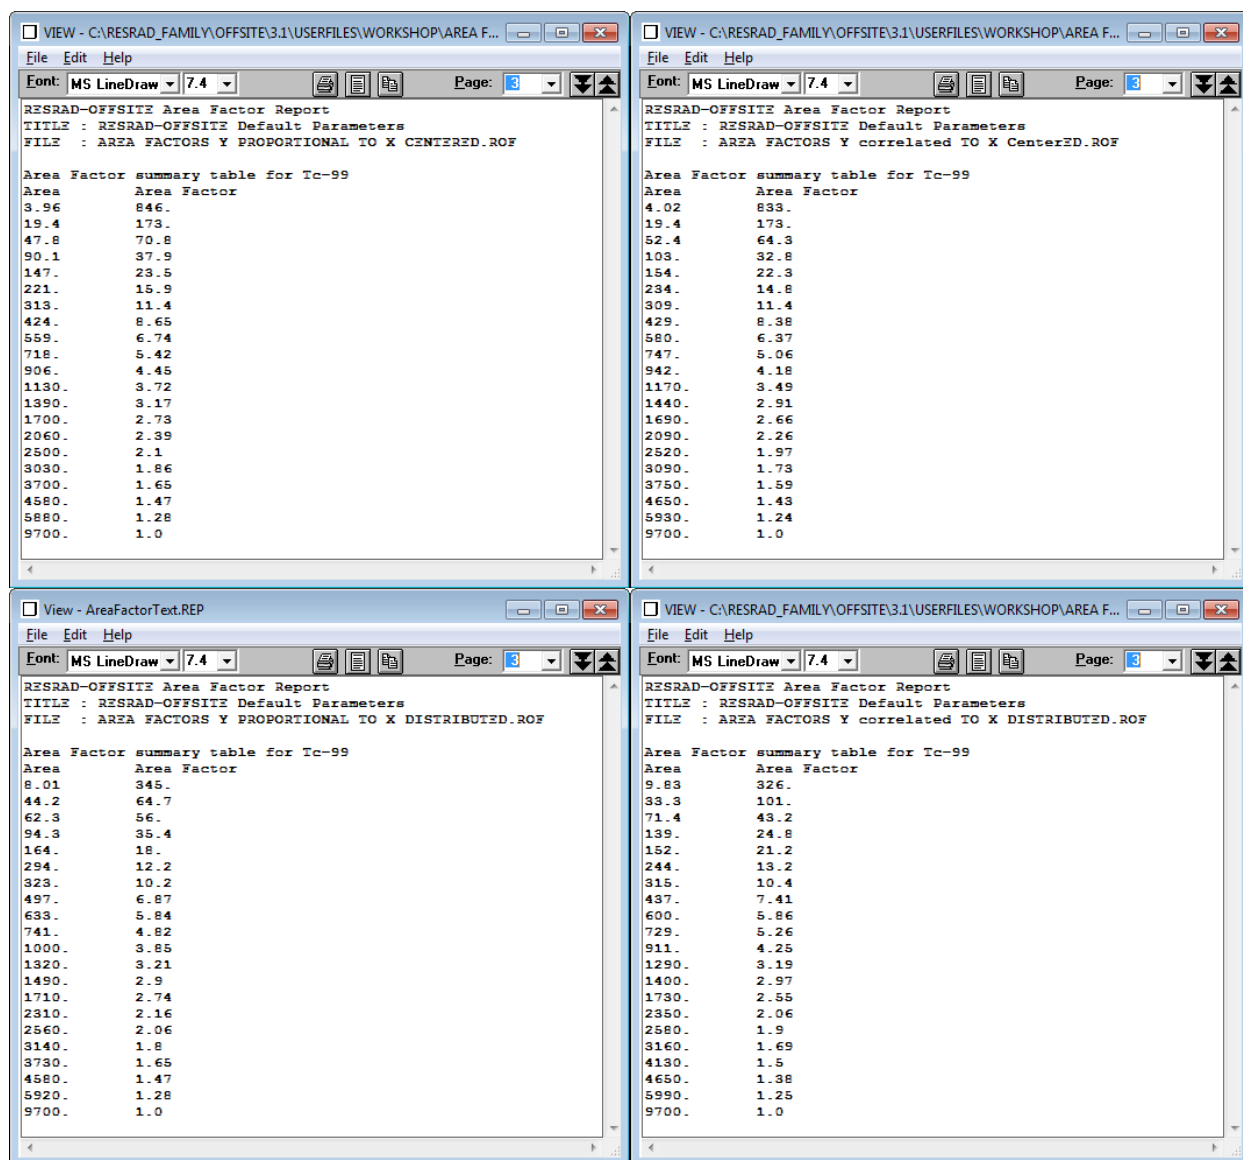 VIEW - C:\RESRAD_FAMILY\OFFSITE\3.1\USERFILES\WORKSHOP\AREA F...
File Edit Help
Font: MS LineDraw 7.4 Page: 3
RESRAD-OFFSITE Area Factor Report
TITLE : RESRAD-OFFSITE Default Parameters
FILE : AREA FACTORS Y PROPORTIONAL TO X CENTERED.ROF
Area Factor summary table for Tc-99
Area Area Factor
3.96 846.
19.4 173.
47.8 70.8
90.1 37.9
147. 23.5
221. 15.9
313. 11.4
424. 8.65
559. 6.74
718. 5.42
906. 4.45
1130. 3.72
1390. 3.17
1700. 2.73
2060. 2.39
2500. 2.1
3030. 1.86
3700. 1.65
4580. 1.47
5880. 1.28
9700. 1.0
VIEW - C:\RESRAD_FAMILY\OFFSITE\3.1\USERFILES\WORKSHOP\AREA F...
File Edit Help
Font: MS LineDraw 7.4 Page: 3
RESRAD-OFFSITE Area Factor Report
TITLE : RESRAD-OFFSITE Default Parameters
FILE : AREA FACTORS Y correlated TO X CenterED.ROF
Area Factor summary table for Tc-99
Area Area Factor
4.02 833.
19.4 173.
52.4 64.3
103. 32.8
154. 22.3
234. 14.8
309. 11.4
429. 8.38
580. 6.37
747. 5.06
942. 4.18
1170. 3.49
1440. 2.91
1690. 2.66
2090. 2.26
2520. 1.97
3090. 1.73
3750. 1.59
4650. 1.43
5930. 1.24
9700. 1.0
View - AreaFactorText.REP
File Edit Help
Font: MS LineDraw 7.4 Page: 3
RESRAD-OFFSITE Area Factor Report
TITLE : RESRAD-OFFSITE Default Parameters
FILE : AREA FACTORS Y PROPORTIONAL TO X DISTRIBUTED.ROF
Area Factor summary table for Tc-99
Area Area Factor
8.01 345.
44.2 64.7
62.3 56.
94.3 35.4
164. 18.
294. 12.2
323. 10.2
497. 6.87
633. 5.84
741. 4.82
1000. 3.85
1320. 3.21
1490. 2.9
1710. 2.74
2310. 2.16
2560. 2.06
3140. 1.8
3730. 1.65
4580. 1.47
5920. 1.28
9700. 1.0
VIEW - C:\RESRAD_FAMILY\OFFSITE\3.1\USERFILES\WORKSHOP\AREA F...
File Edit Help
Font: MS LineDraw 7.4 Page: 3
RESRAD-OFFSITE Area Factor Report
TITLE : RESRAD-OFFSITE Default Parameters
FILE : AREA FACTORS Y correlated TO X DISTRIBUTED.ROF
Area Factor summary table for Tc-99
Area Area Factor
9.83 326.
33.3 101.
71.4 43.2
139. 24.8
152. 21.2
244. 13.2
315. 10.4
437. 7.41
600. 5.86
729. 5.26
911. 4.25
1290. 3.19
1400. 2.97
1730. 2.55
2350. 2.06
2580. 1.9
3160. 1.69
4130. 1.5
4650. 1.38
5990. 1.25
9700. 1.0